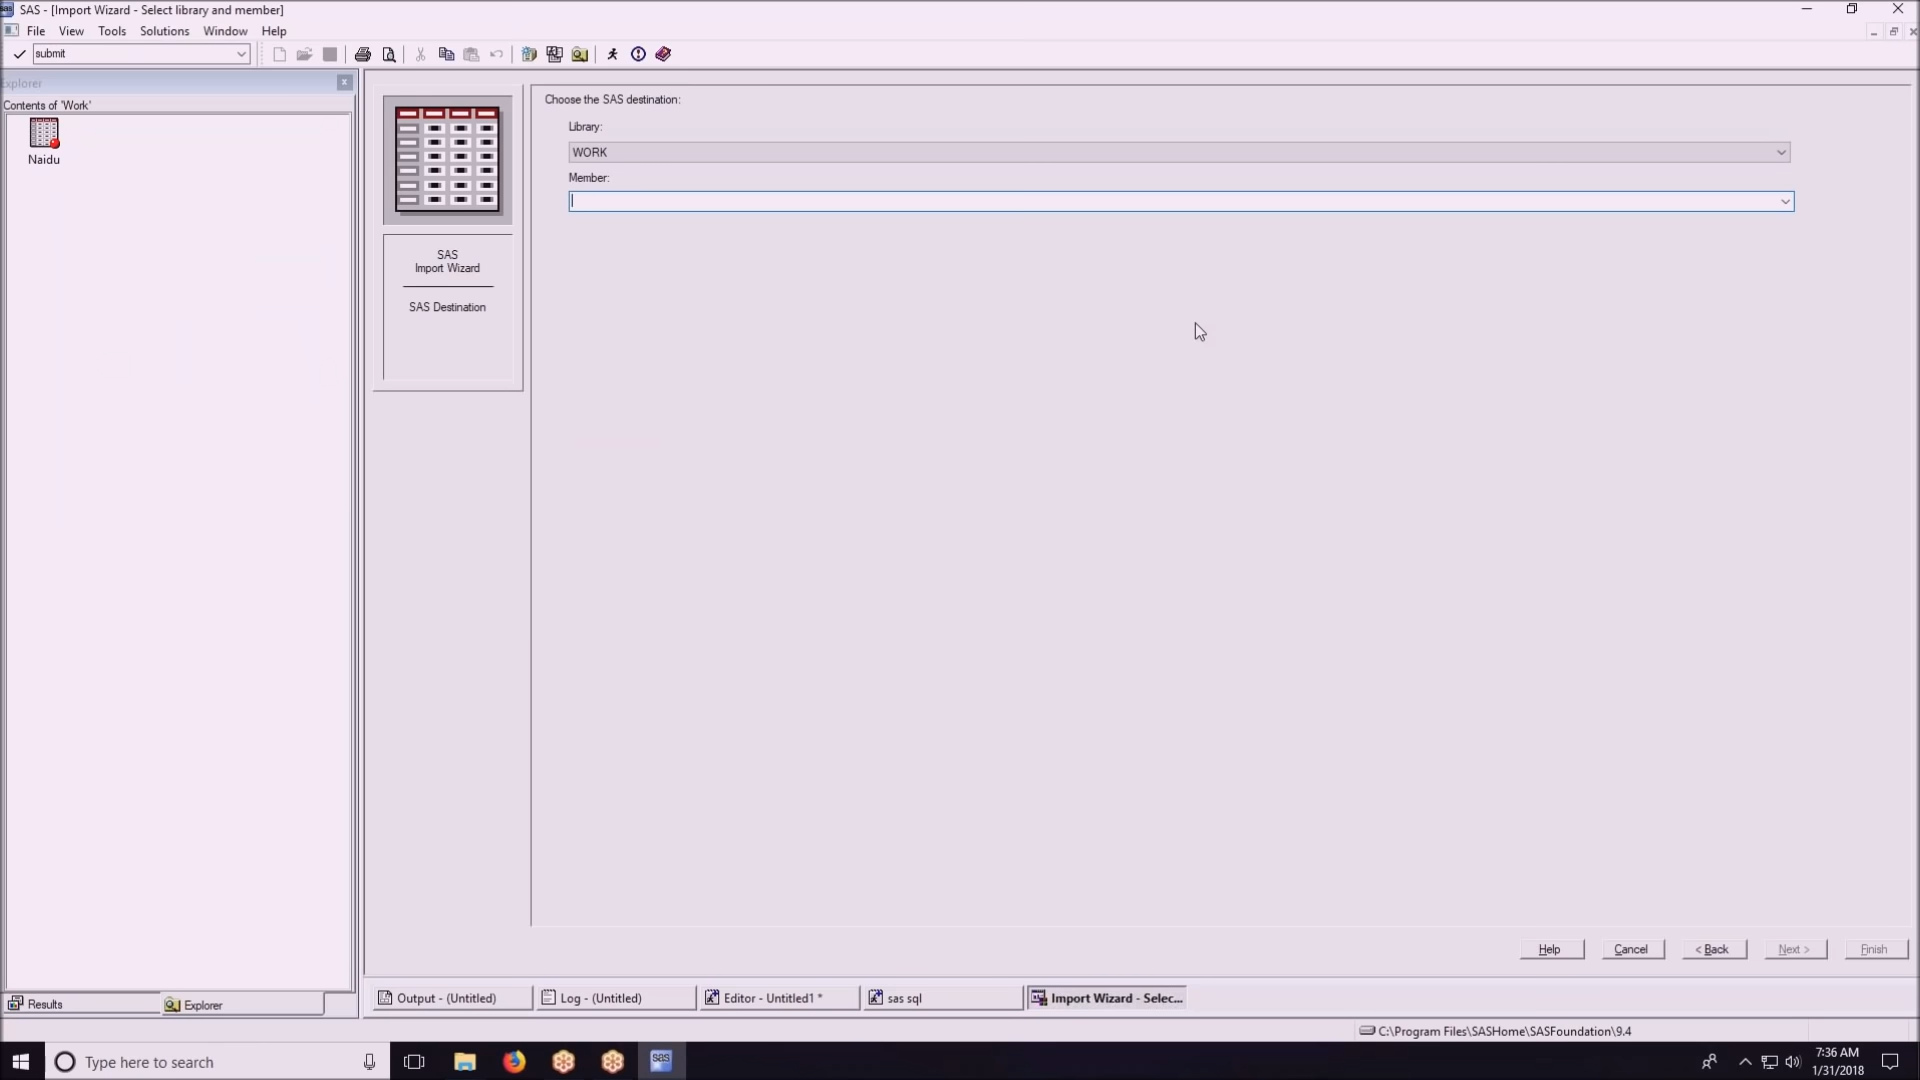 SAS - [Import Wizard - Select library and member]
File View Tools Solutions Window Help
submit
Explorer
Contents of 'Work'
Naidu
SAS
Import Wizard
SAS Destination
Choose the SAS destination:
Library:
WORK
Member:
Help Cancel < Back Next > Finish
Results Explorer
Output - (Untitled) Log - (Untitled) Editor - Untitled1 * sas sql Import Wizard - Selec...
C:\Program Files\SASHome\SASFoundation\9.4
Type here to search
sas
7:36 AM
1/31/2018